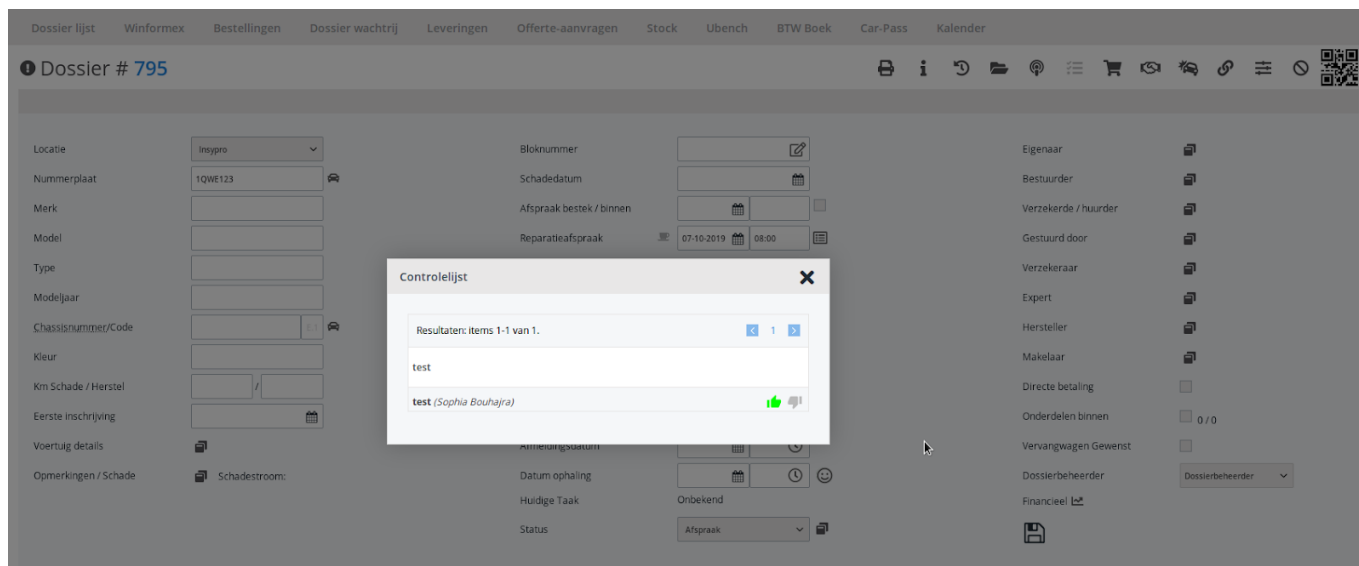 Dossier lijst Winformex Bestellingen Dossier wachtrij Leveringen Offerte-aanvragen Stock Ubench BTW Boek Car-Pass Kalender
Dossier # 795
Locatie Insypro
Nummerplaat 1QWE123
Merk
Model
Type
Modeljaar
Chassisnummer/Code
Kleur
Km Schade / Herstel /
Eerste inschrijving
Voertuig details
Opmerkingen / Schade Schadestroom:
Bloknummer
Schadedatum
Afspraak bestek / binnen
Reparatieafspraak 07-10-2019 08:00
Controlelijst
Resultaten: items 1-1 van 1. 1
test
test (Sophia Bouhajra)
Afmeldingsdatum
Datum ophaling
Huidige Taak Onbekend
Status Afspraak
Eigenaar
Bestuurder
Verzekerde / huurder
Gestuurd door
Verzekeraar
Expert
Hersteller
Makelaar
Directe betaling
Onderdelen binnen 0 / 0
Vervangwagen Gewenst
Dossierbeheerder Dossierbeheerder
Financieel